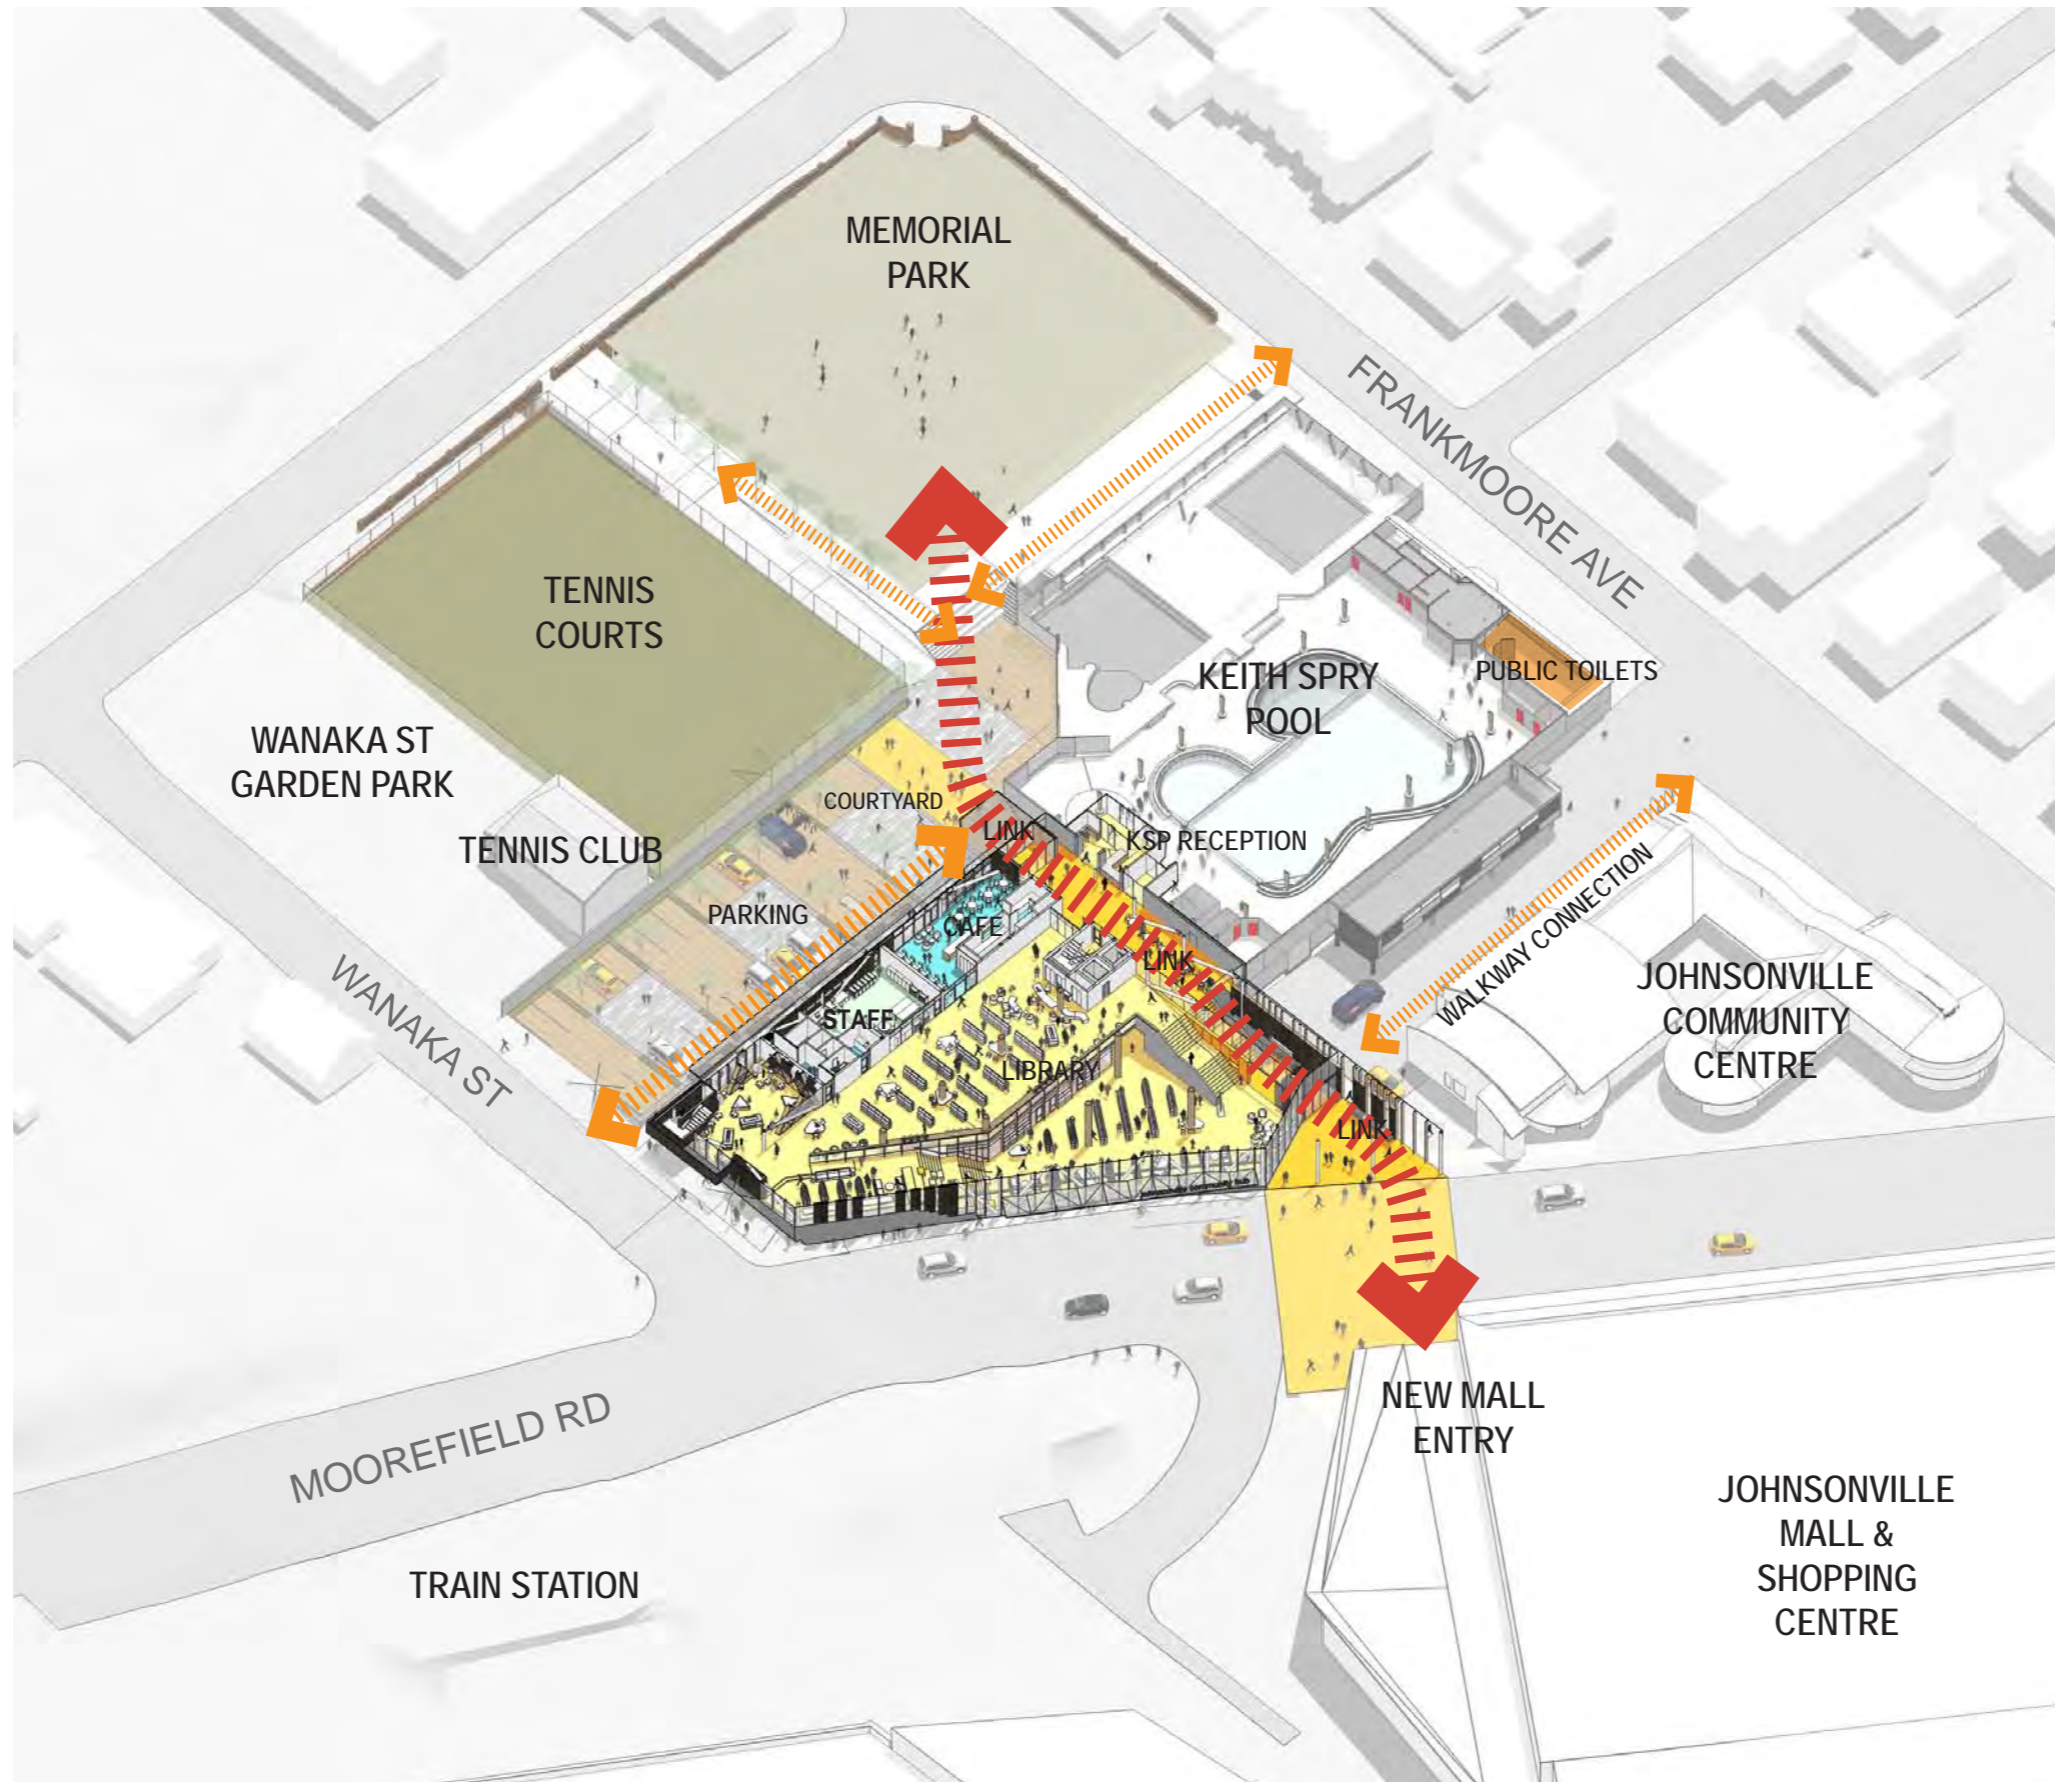 MEMORIAL
PARK
FRANKMOORE AVE
TENNIS
COURTS
KEITH SPRY
POOL
PUBLIC TOILETS
WANAKA ST
GARDEN PARK
COURTYARD
LINK
KSP RECEPTION
TENNIS CLUB
PARKING
CAFE
WALKWAY CONNECTION
LINK
STAFF
LIBRARY
JOHNSONVILLE
COMMUNITY
CENTRE
WANAKA ST
LINK
NEW MALL
ENTRY
MOOREFIELD RD
JOHNSONVILLE
MALL &
SHOPPING
CENTRE
TRAIN STATION